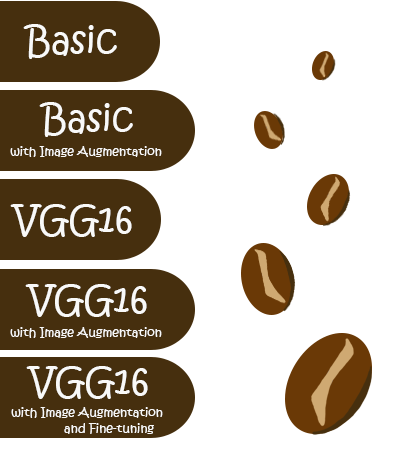 Basic
Basic
with Image Augmentation
VGG16
VGG16
with Image Augmentation
VGG16
with Image Augmentation
and Fine-tuning